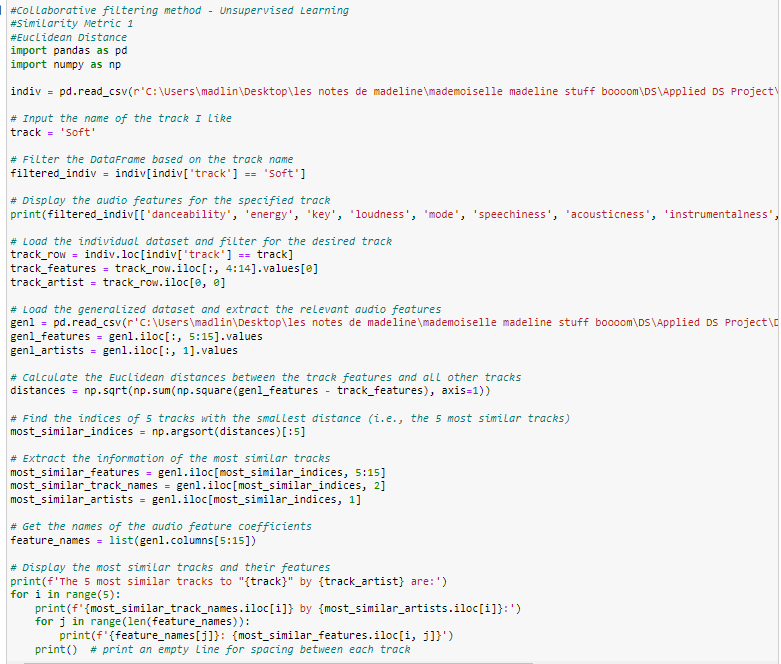 #Collaborative filtering method - Unsupervised Learning
#Similarity Metric 1
#Euclidean Distance
import pandas as pd
import numpy as np
indiv = pd.read_csv(r'C:\Users\madlin\Desktop\les notes de madeline\mademoiselle madeline stuff boooom\DS\Applied DS Project\
# Input the name of the track I like
track = 'Soft'
# Filter the DataFrame based on the track name
filtered_indiv = indiv[indiv['track'] == 'Soft']
# Display the audio features for the specified track
print(filtered_indiv[['danceability', 'energy', 'key', 'loudness', 'mode', 'speechiness', 'acousticness', 'instrumentalness',
# Load the individual dataset and filter for the desired track
track_row = indiv.loc[indiv['track'] == track]
track_features = track_row.iloc[:, 4:14].values[0]
track_artist = track_row.iloc[0, 0]
# Load the generalized dataset and extract the relevant audio features
genl = pd.read_csv(r'C:\Users\madlin\Desktop\les notes de madeline\mademoiselle madeline stuff boooom\DS\Applied DS Project\D
genl_features = genl.iloc[:, 5:15].values
genl_artists = genl.iloc[:, 1].values
# Calculate the Euclidean distances between the track features and all other tracks
distances = np.sqrt(np.sum(np.square(genl_features - track_features), axis=1))
# Find the indices of 5 tracks with the smallest distance (i.e., the 5 most similar tracks)
most_similar_indices = np.argsort(distances)[:5]
# Extract the information of the most similar tracks
most_similar_features = genl.iloc[most_similar_indices, 5:15]
most_similar_track_names = genl.iloc[most_similar_indices, 2]
most_similar_artists = genl.iloc[most_similar_indices, 1]
# Get the names of the audio feature coefficients
feature_names = list(genl.columns[5:15])
# Display the most similar tracks and their features
print(f'The 5 most similar tracks to "{track}" by {track_artist} are:')
for i in range(5):
    print(f'{most_similar_track_names.iloc[i]} by {most_similar_artists.iloc[i]}:')
    for j in range(len(feature_names)):
        print(f'{feature_names[j]}: {most_similar_features.iloc[i, j]}')
    print()  # print an empty line for spacing between each track